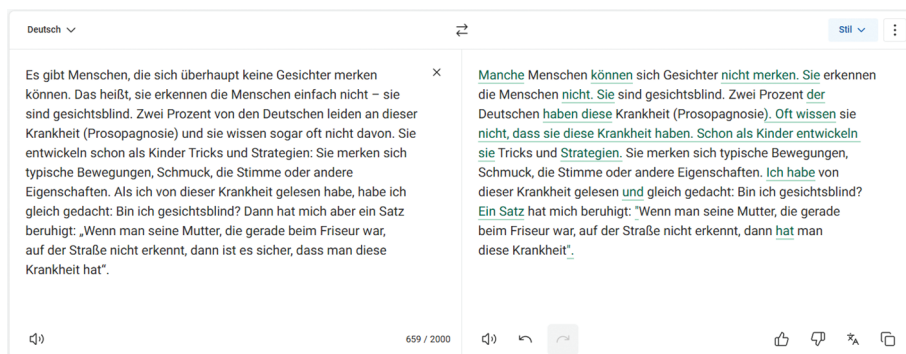 Deutsch
Stil
Es gibt Menschen, die sich überhaupt keine Gesichter merken
können. Das heißt, sie erkennen die Menschen einfach nicht – sie
sind gesichtsblind. Zwei Prozent von den Deutschen leiden an dieser
Krankheit (Prosopagnosie) und sie wissen sogar oft nicht davon. Sie
entwickeln schon als Kinder Tricks und Strategien: Sie merken sich
typische Bewegungen, Schmuck, die Stimme oder andere
Eigenschaften. Als ich von dieser Krankheit gelesen habe, habe ich
gleich gedacht: Bin ich gesichtsblind? Dann hat mich aber ein Satz
beruhigt: „Wenn man seine Mutter, die gerade beim Friseur war,
auf der Straße nicht erkennt, dann ist es sicher, dass man diese
Krankheit hat“.
659 / 2000
Manche Menschen können sich Gesichter nicht merken. Sie erkennen
die Menschen nicht. Sie sind gesichtsblind. Zwei Prozent der
Deutschen haben diese Krankheit (Prosopagnosie). Oft wissen sie
nicht, dass sie diese Krankheit haben. Schon als Kinder entwickeln
sie Tricks und Strategien. Sie merken sich typische Bewegungen,
Schmuck, die Stimme oder andere Eigenschaften. Ich habe von
dieser Krankheit gelesen und gleich gedacht: Bin ich gesichtsblind?
Ein Satz hat mich beruhigt: "Wenn man seine Mutter, die gerade
beim Friseur war, auf der Straße nicht erkennt, dann hat man
diese Krankheit".